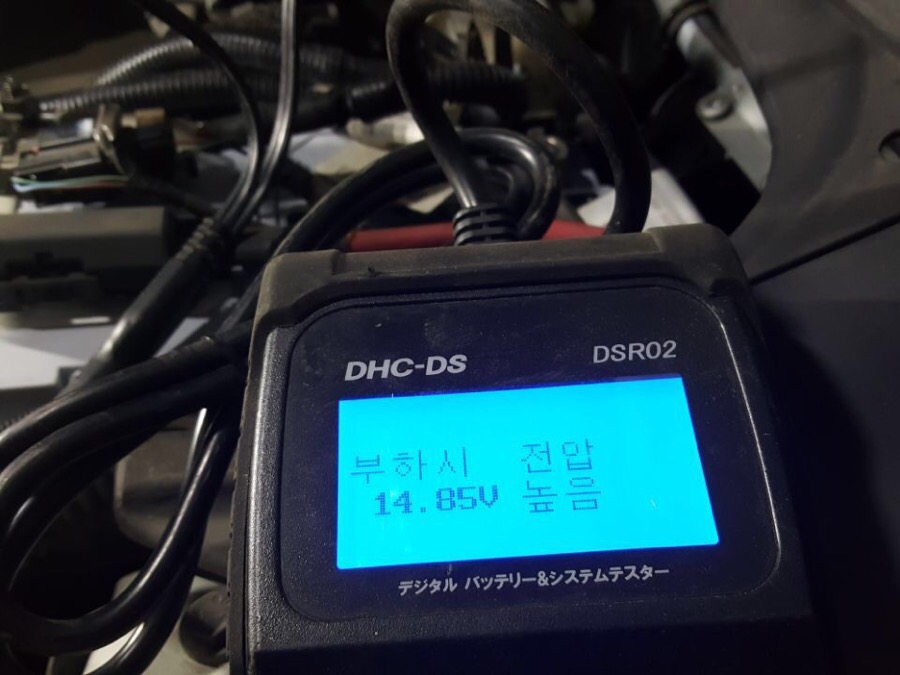 DHC-DS DSR02
부하시 전압
14.85V 높음
デジタル バッテリー&システムテスター